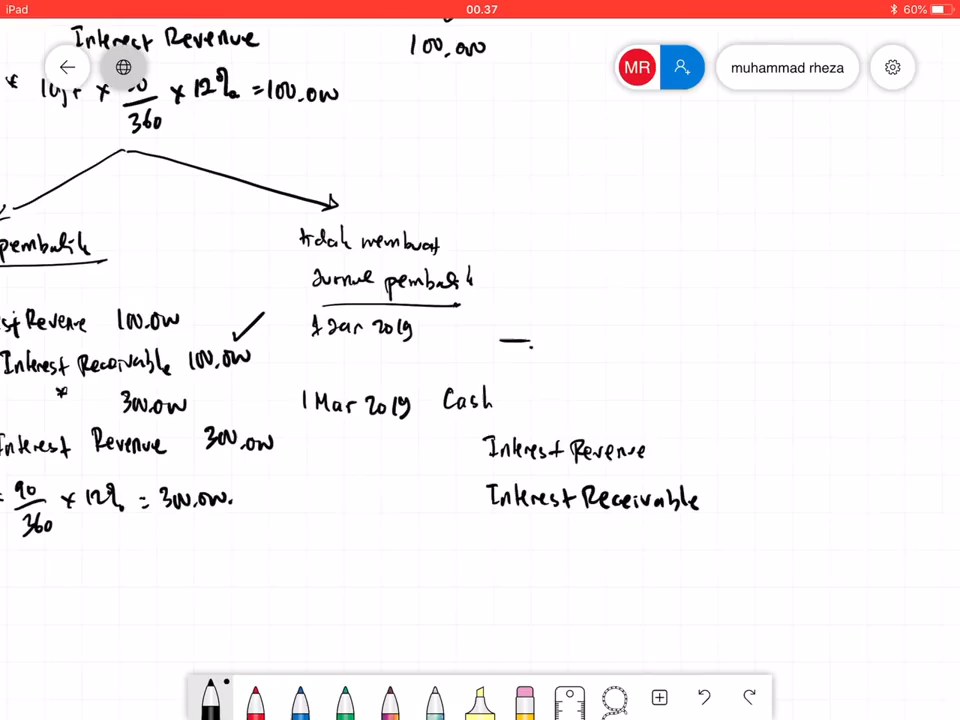 iPad 00.37 60%
Interest Revenue 100.000
MR muhammad rheza
* 10jt × 30/360 × 12% = 100.000
pembalik
tidak membuat
Jurnal pembalik
1 Jan 2019 —
Revenue 100.000
Interest Receivable 100.000
*
300.000
1 Mar 2019 Cash
Interest Revenue 300.000
Interest Revenue
= 90/360 × 12% = 300.000.
Interest Receivable